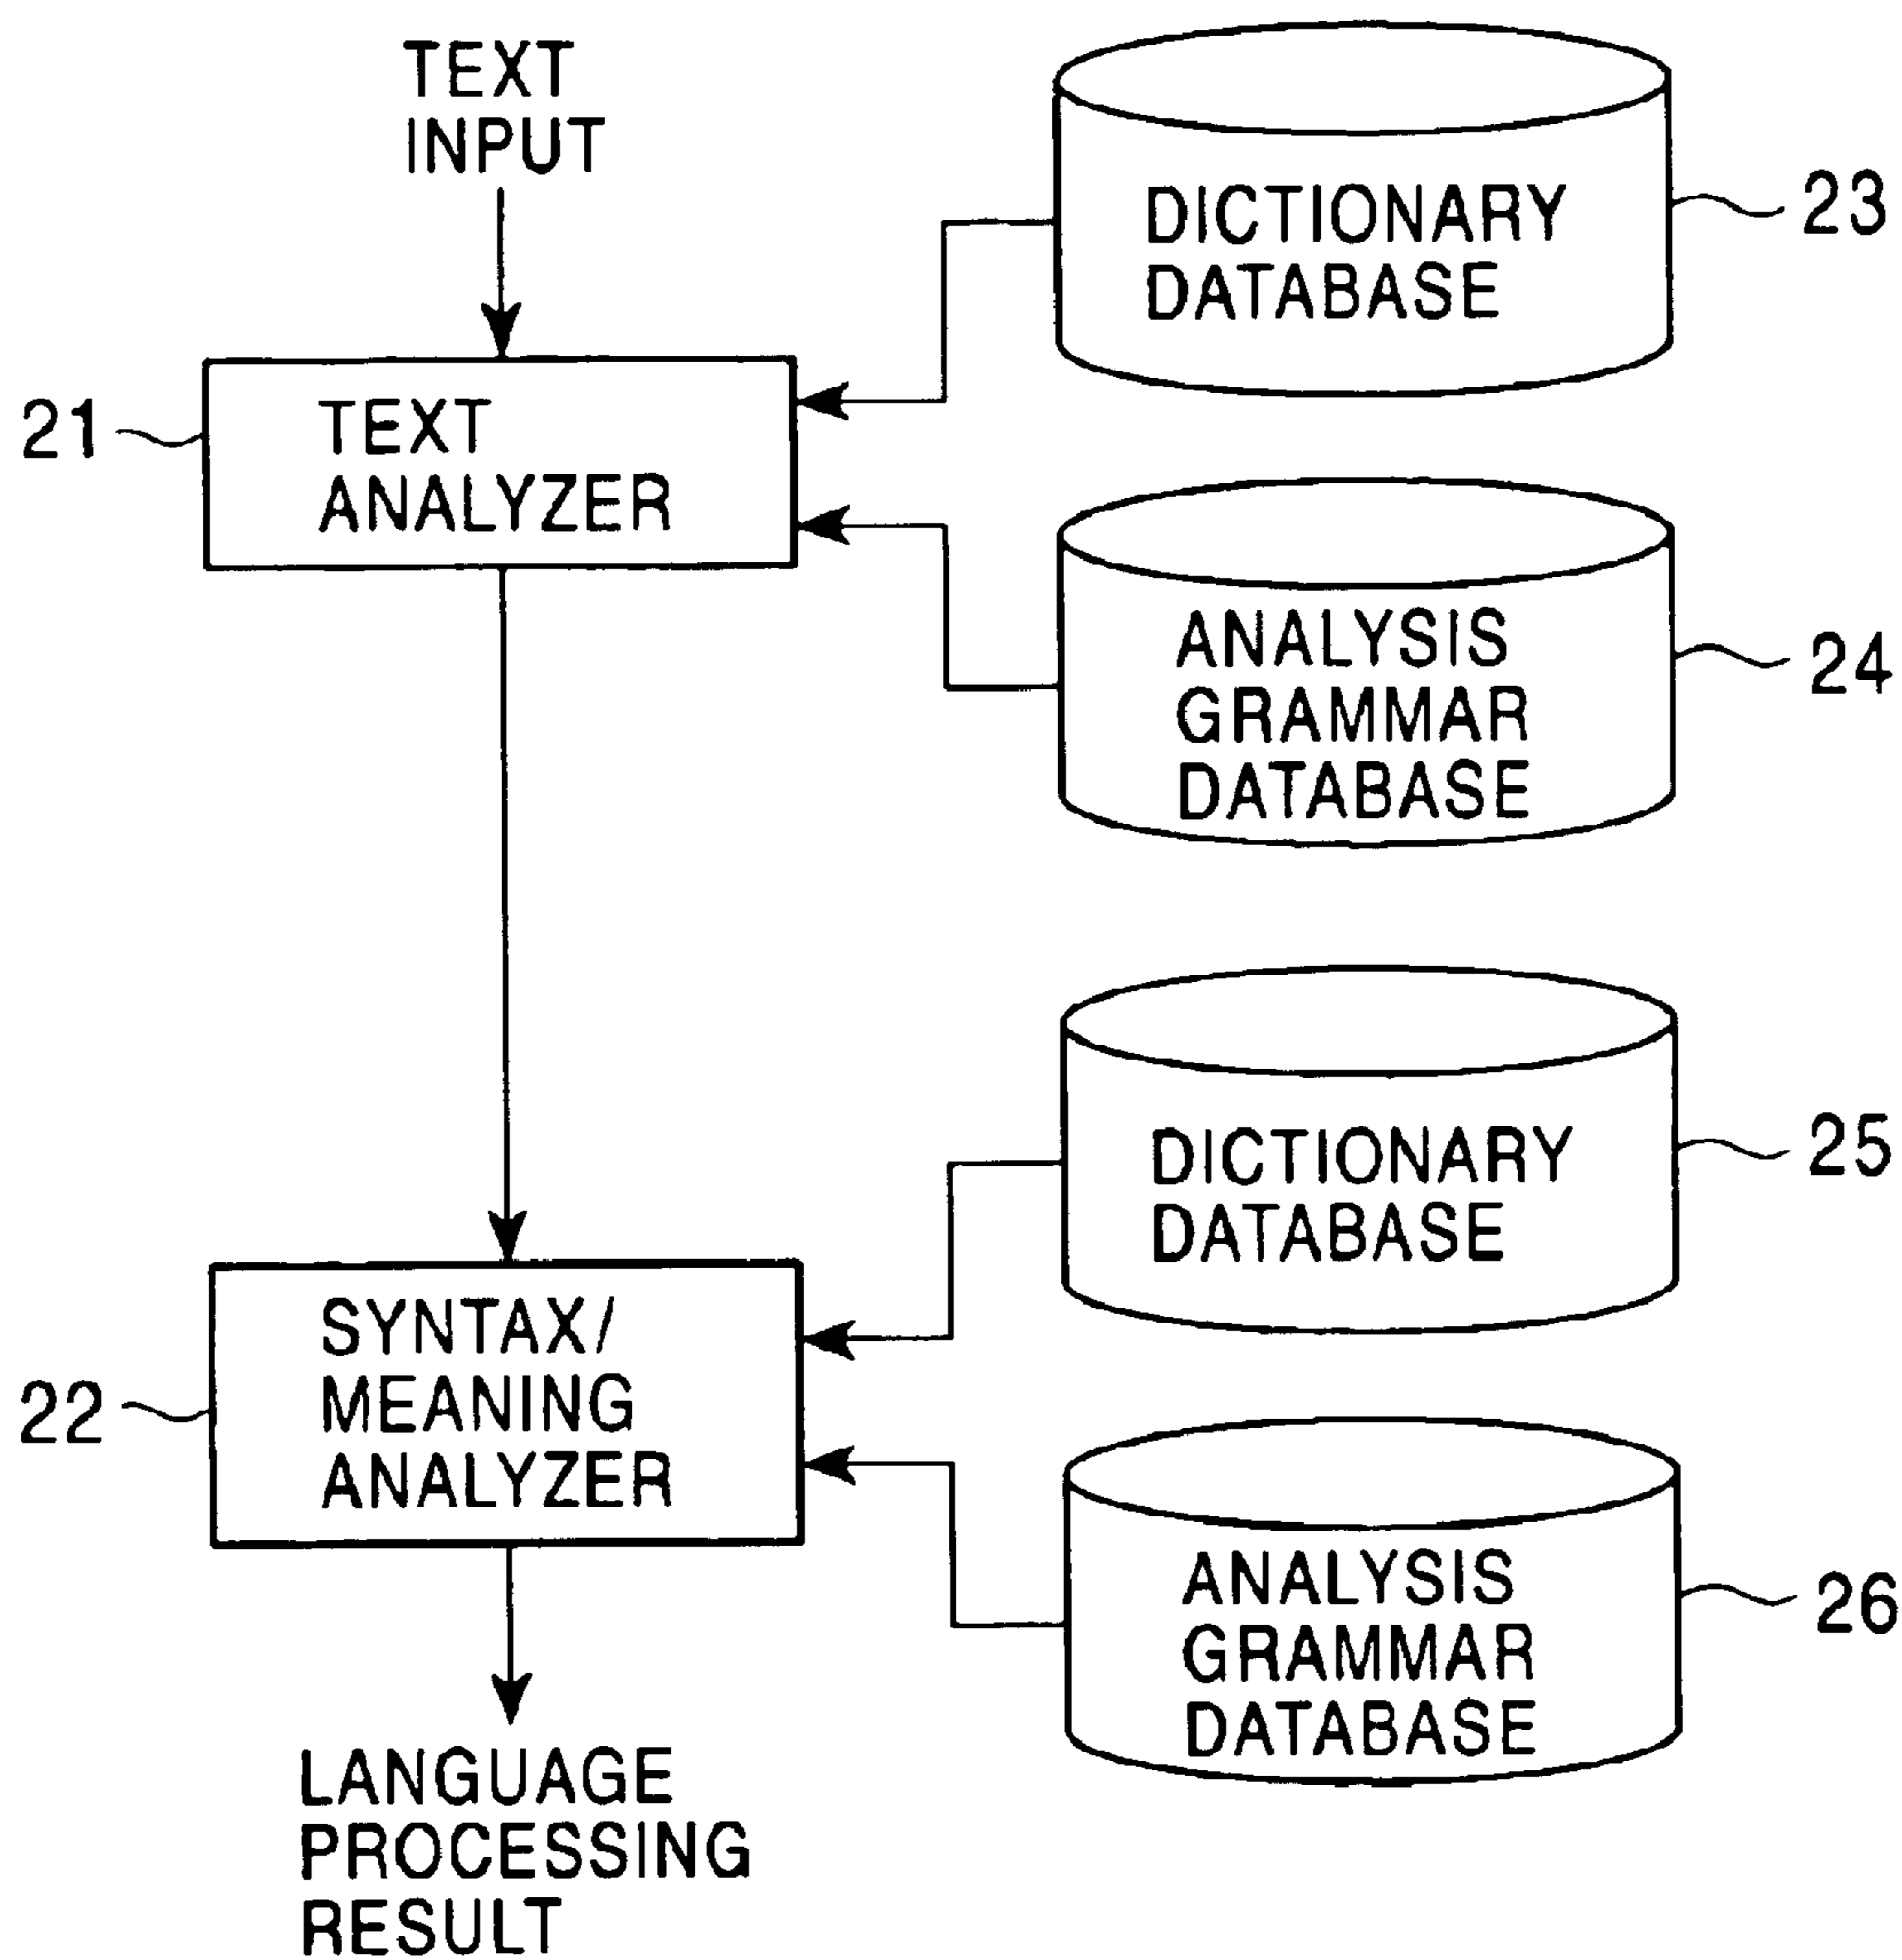 TEXT
INPUT
DICTIONARY
DATABASE
23
21
TEXT
ANALYZER
ANALYSIS
GRAMMAR
DATABASE
24
DICTIONARY
DATABASE
25
22
SYNTAX/
MEANING
ANALYZER
ANALYSIS
GRAMMAR
DATABASE
26
LANGUAGE
PROCESSING
RESULT